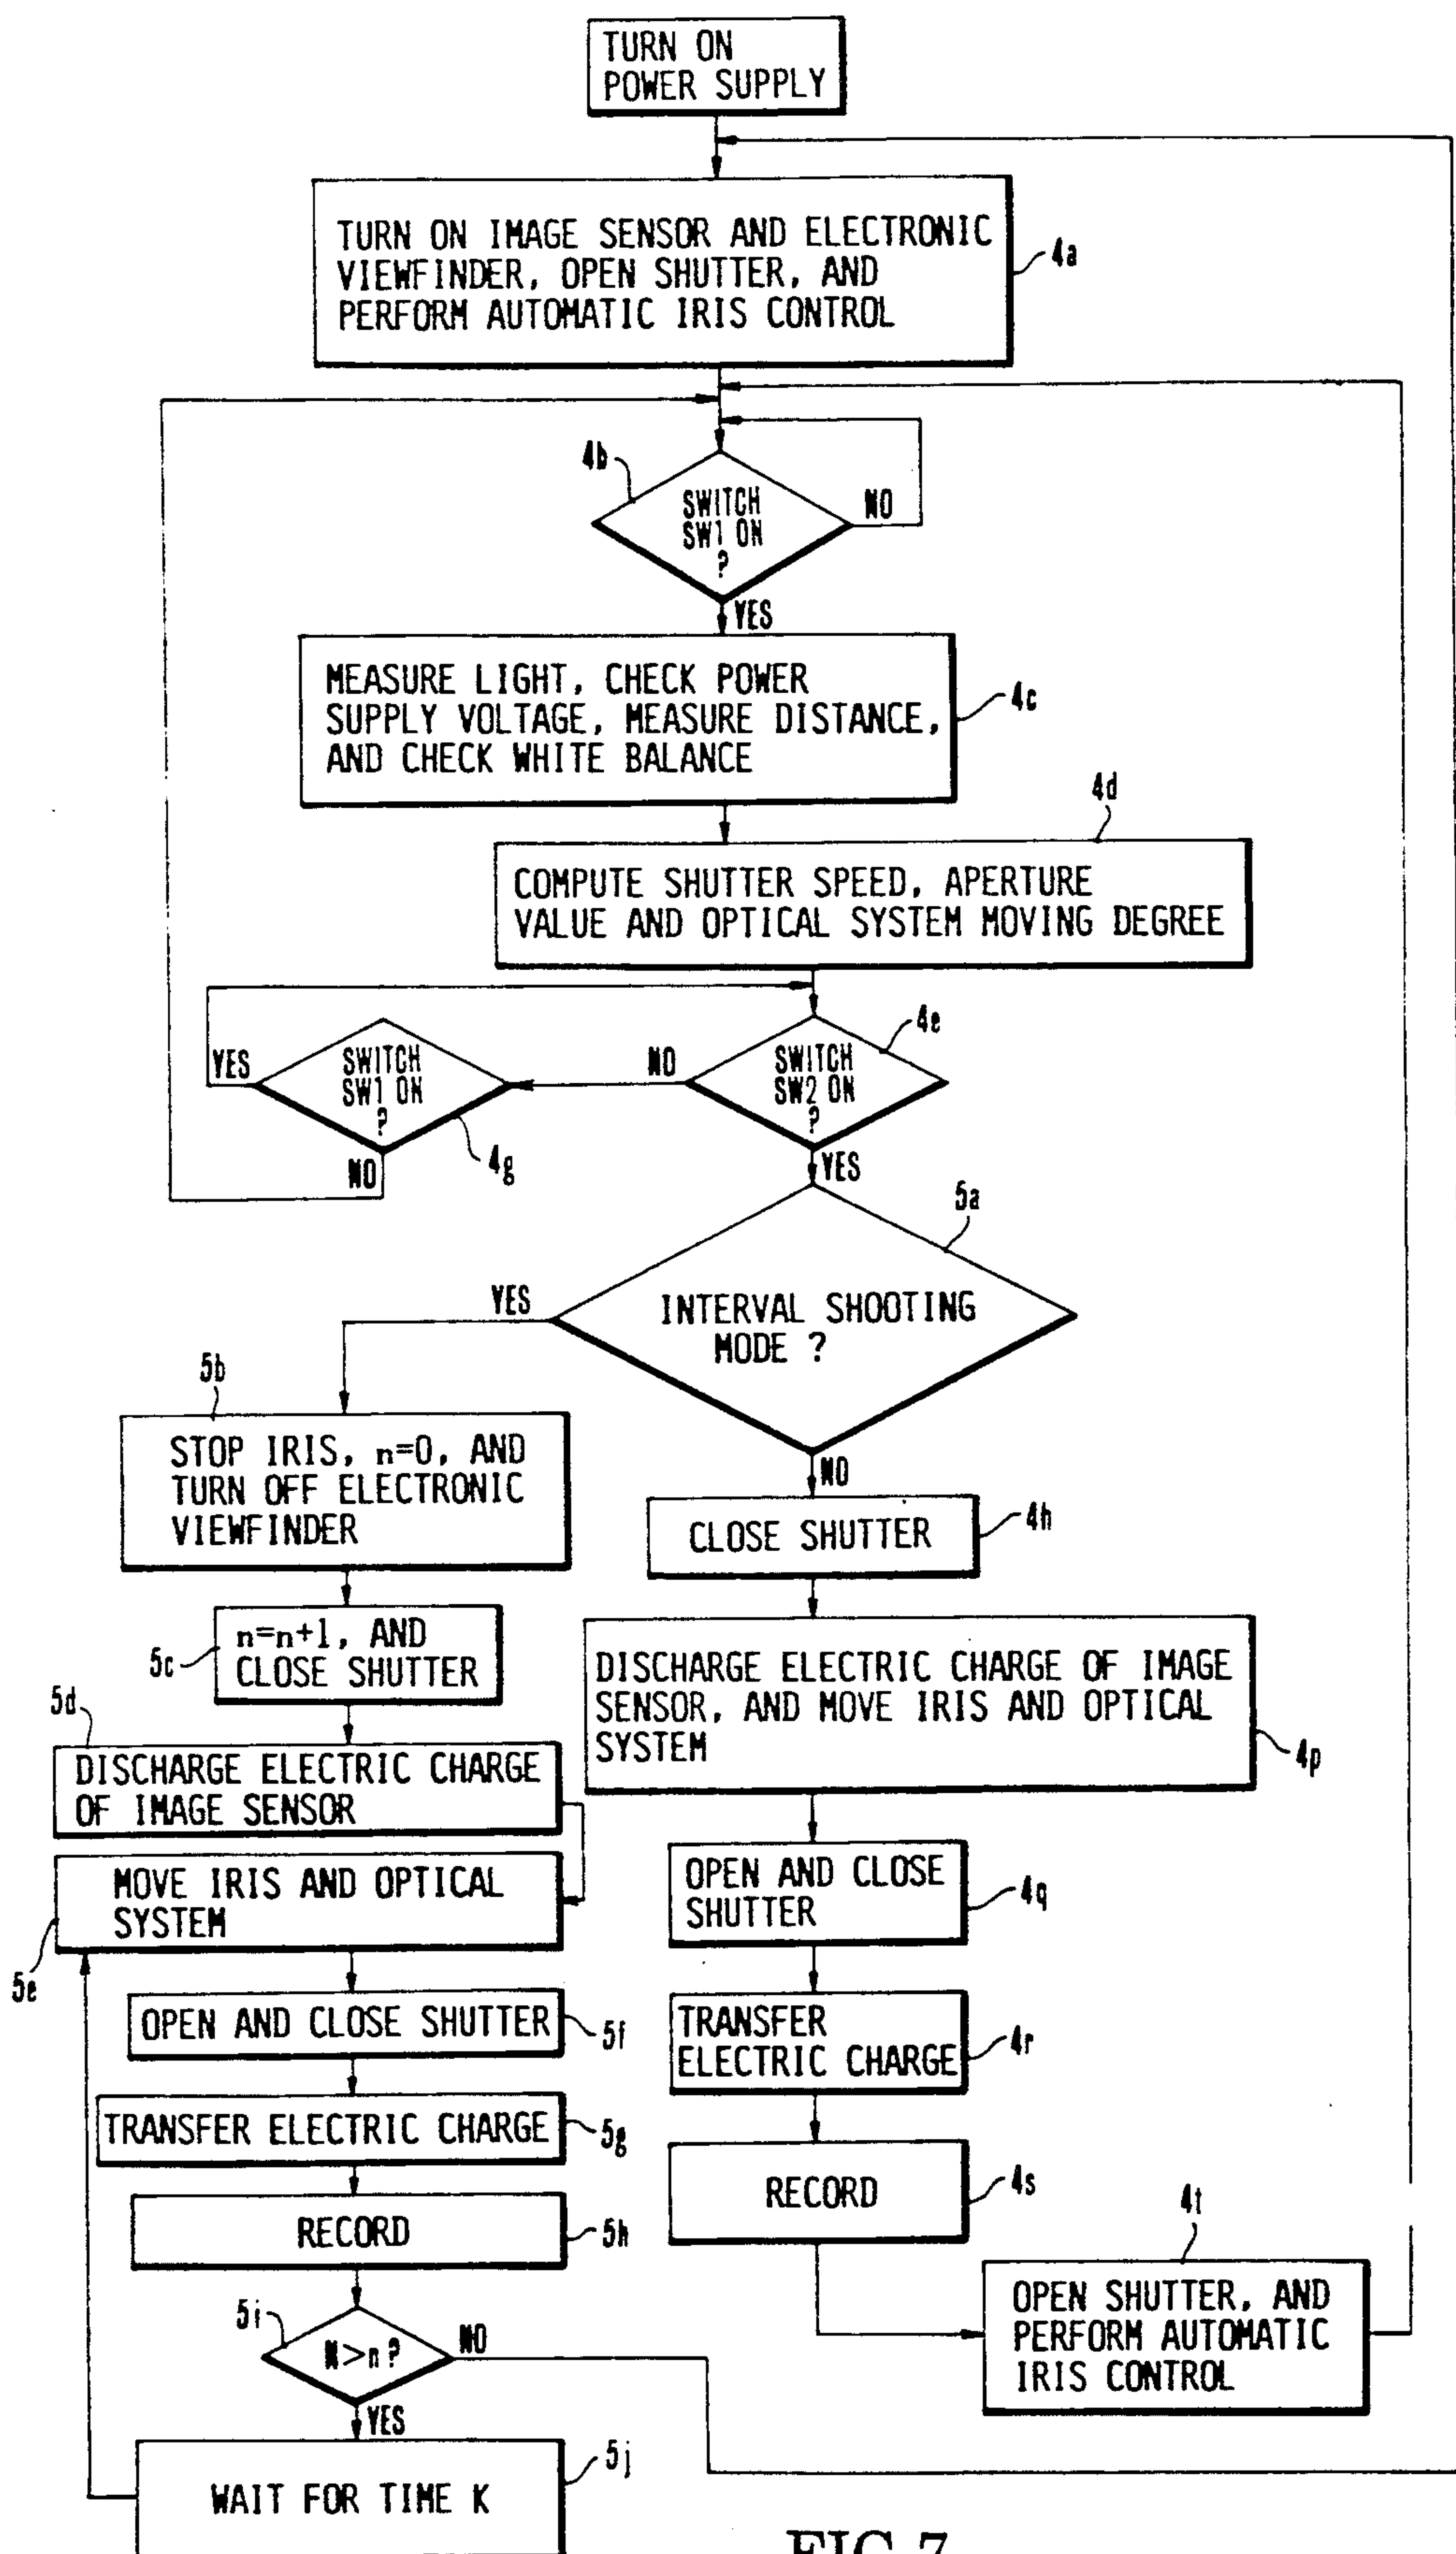 TURN ON
POWER SUPPLY
TURN ON IMAGE SENSOR AND ELECTRONIC
VIEWFINDER, OPEN SHUTTER, AND
PERFORM AUTOMATIC IRIS CONTROL
4a
4b
SWITCH
SW1 ON
?
NO
YES
MEASURE LIGHT, CHECK POWER
SUPPLY VOLTAGE, MEASURE DISTANCE,
AND CHECK WHITE BALANCE
4c
4d
COMPUTE SHUTTER SPEED, APERTURE
VALUE AND OPTICAL SYSTEM MOVING DEGREE
4e
SWITCH
SW2 ON
?
NO
YES
SWITCH
SW1 ON
?
YES
NO
4g
5a
INTERVAL SHOOTING
MODE ?
YES
NO
5b
STOP IRIS, n=0, AND
TURN OFF ELECTRONIC
VIEWFINDER
5c
n=n+1, AND
CLOSE SHUTTER
5d
DISCHARGE ELECTRIC CHARGE
OF IMAGE SENSOR
MOVE IRIS AND OPTICAL
SYSTEM
5e
OPEN AND CLOSE SHUTTER
5f
TRANSFER ELECTRIC CHARGE
5g
RECORD
5h
5i
N>n ?
NO
YES
WAIT FOR TIME K
5j
CLOSE SHUTTER
4h
DISCHARGE ELECTRIC CHARGE OF IMAGE
SENSOR, AND MOVE IRIS AND OPTICAL
SYSTEM
4p
OPEN AND CLOSE
SHUTTER
4q
TRANSFER
ELECTRIC CHARGE
4r
RECORD
4s
4t
OPEN SHUTTER, AND
PERFORM AUTOMATIC
IRIS CONTROL
FIG.7